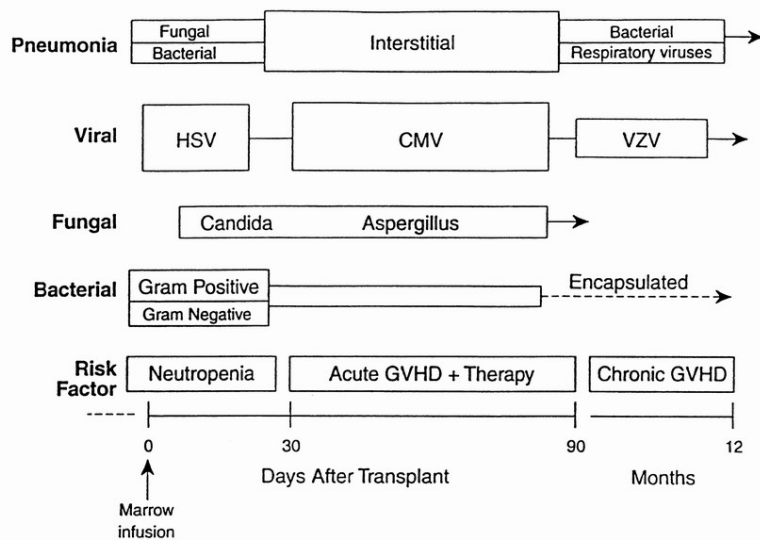 Pneumonia
Fungal
Bacterial
Interstitial
Bacterial
Respiratory viruses
Viral
HSV
CMV
VZV
Fungal
Candida
Aspergillus
Bacterial
Gram Positive
Gram Negative
Encapsulated
Risk
Factor
Neutropenia
Acute GVHD + Therapy
Chronic GVHD
0
30
90
12
Days After Transplant
Months
Marrow
infusion